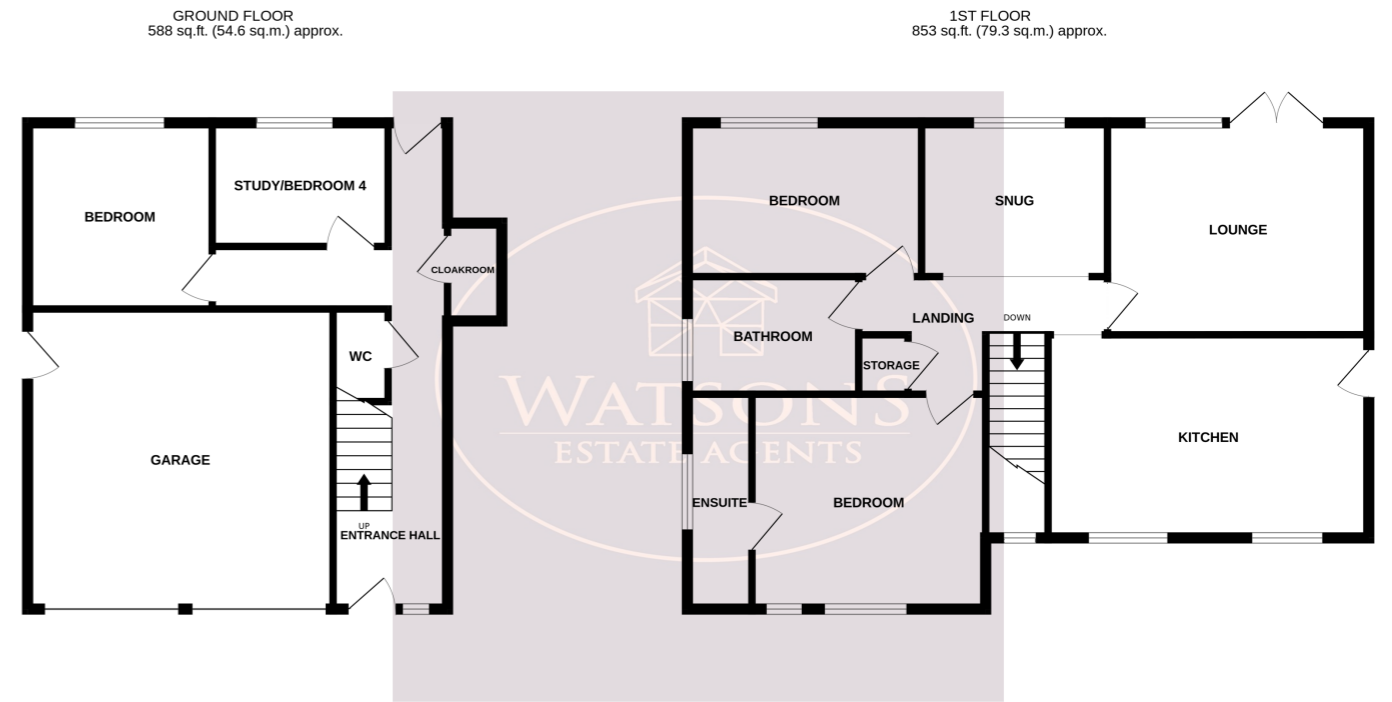 GROUND FLOOR
588 sq.ft. (54.6 sq.m.) approx.
BEDROOM
STUDY/BEDROOM 4
CLOAKROOM
WC
GARAGE
UP
ENTRANCE HALL
1ST FLOOR
853 sq.ft. (79.3 sq.m.) approx.
BEDROOM
SNUG
LOUNGE
LANDING
DOWN
BATHROOM
STORAGE
KITCHEN
ENSUITE
BEDROOM
WATSONS
ESTATE AGENTS